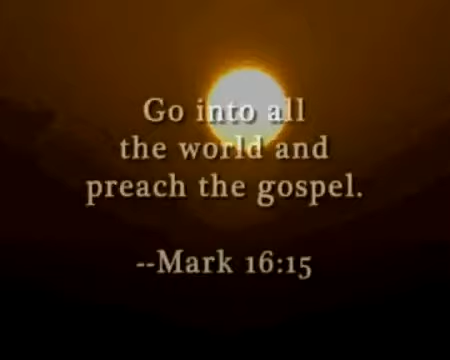 Go into all
the world and
preach the gospel.
--Mark 16:15